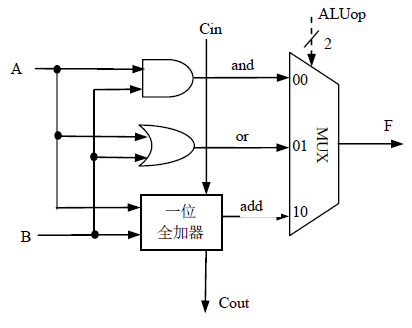 ALUop
Cin
2
A
and
00
or
01
MUX
F
10
add
一位
全加器
B
Cout